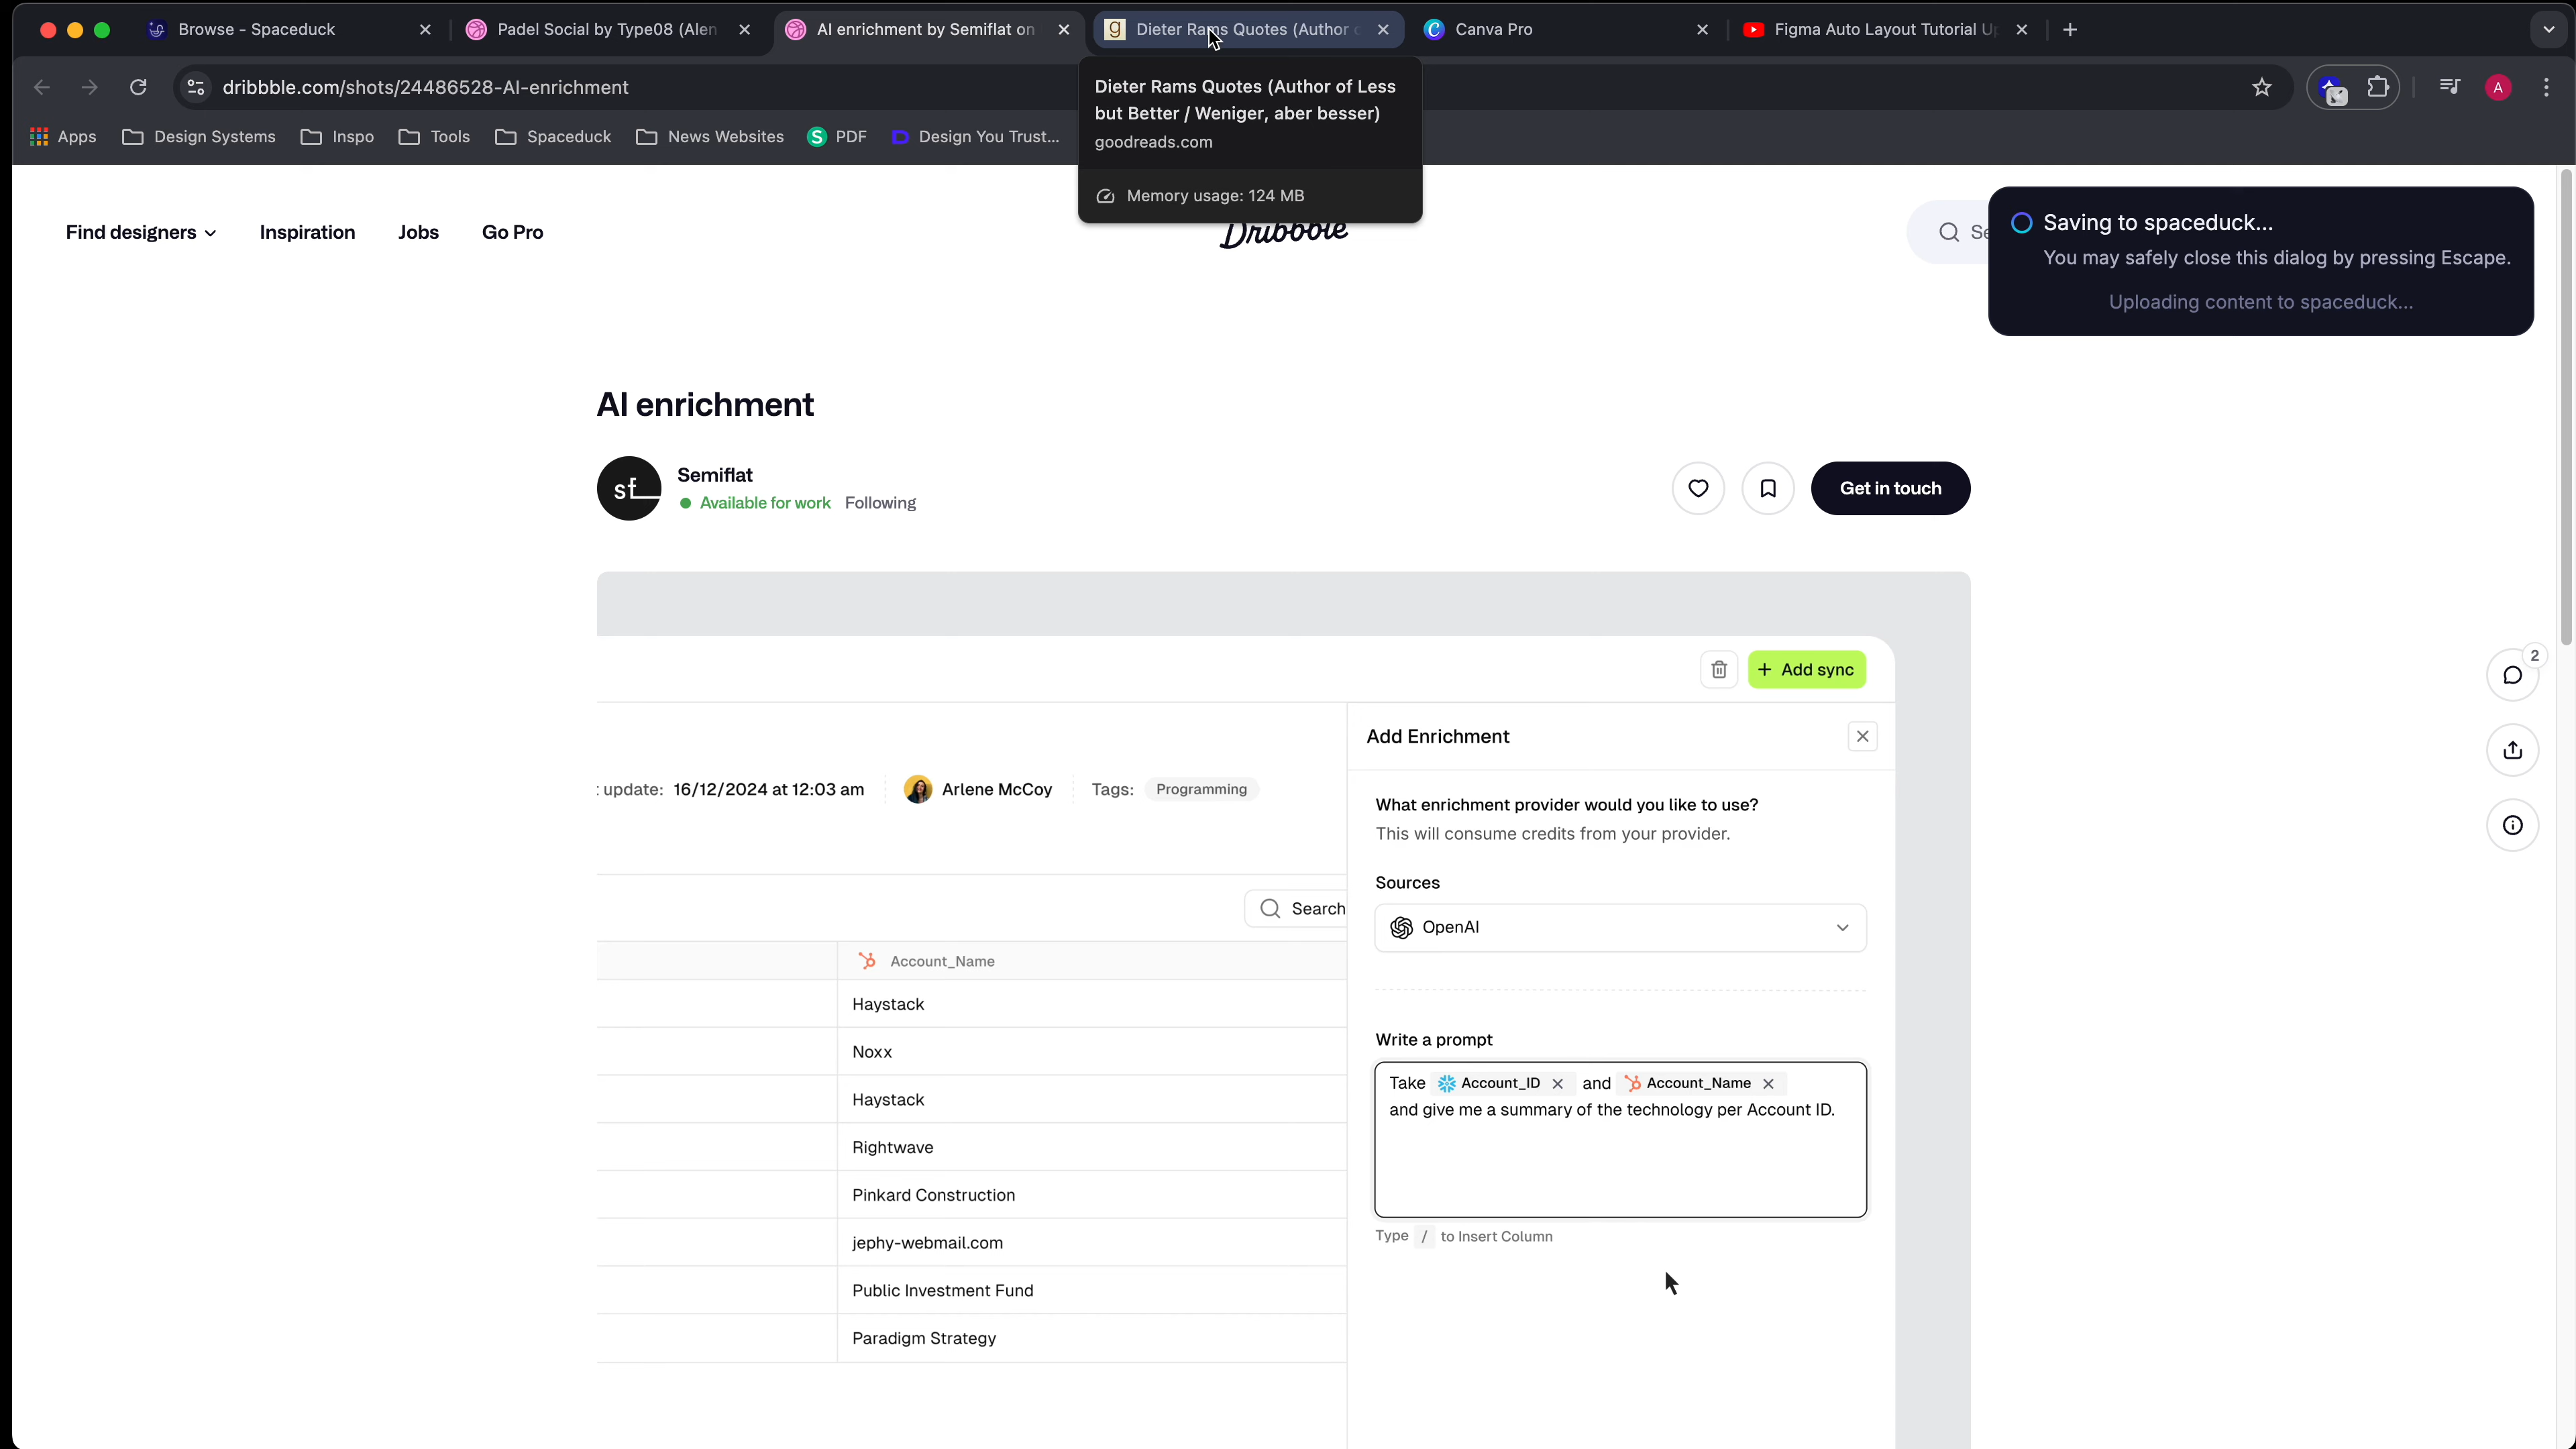 Browse - Spaceduck
Padel Social by Type08 (Alen
AI enrichment by Semiflat on
Dieter Rams Quotes (Author o
Canva Pro
Figma Auto Layout Tutorial U
dribbble.com/shots/24486528-AI-enrichment
A
Apps
Design Systems
Inspo
Tools
Spaceduck
News Websites
PDF
Design You Trust...
Dieter Rams Quotes (Author of Less
but Better / Weniger, aber besser)
goodreads.com
Memory usage: 124 MB
Find designers
Inspiration
Jobs
Go Pro
Dribbble
Se
Saving to spaceduck...
You may safely close this dialog by pressing Escape.
Uploading content to spaceduck...
AI enrichment
sf
Semiflat
Available for work Following
Get in touch
+ Add sync
2
Add Enrichment
update: 16/12/2024 at 12:03 am
Arlene McCoy
Tags: Programming
What enrichment provider would you like to use?
This will consume credits from your provider.
Sources
Search
OpenAI
Account_Name
Haystack
Noxx
Haystack
Rightwave
Pinkard Construction
jephy-webmail.com
Public Investment Fund
Paradigm Strategy
Write a prompt
Take Account_ID and Account_Name
and give me a summary of the technology per Account ID.
Type / to Insert Column